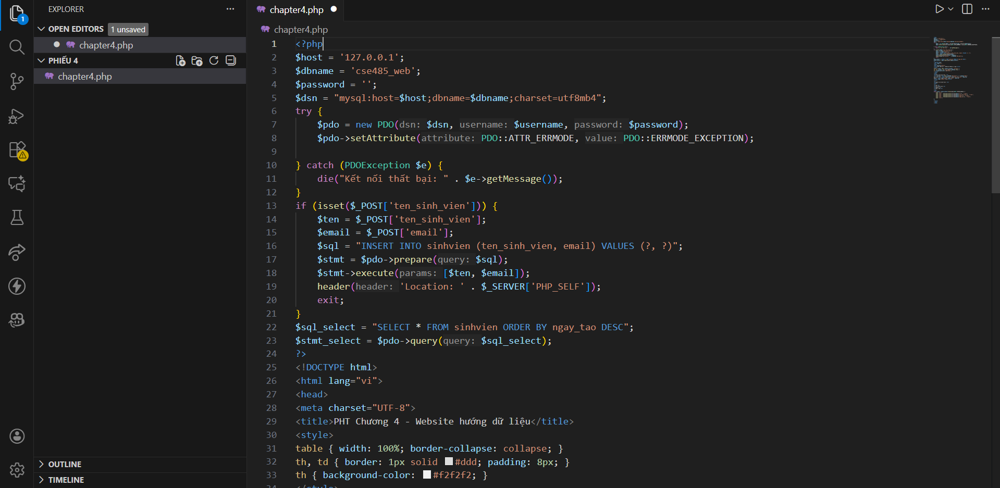 EXPLORER
OPEN EDITORS 1 unsaved
chapter4.php
PHIẾU 4
chapter4.php
OUTLINE
TIMELINE
1
chapter4.php
chapter4.php
1 <?php
2 $host = '127.0.0.1';
3 $dbname = 'cse485_web';
4 $password = '';
5 $dsn = "mysql:host=$host;dbname=$dbname;charset=utf8mb4";
6 try {
7 $pdo = new PDO(dsn: $dsn, username: $username, password: $password);
8 $pdo->setAttribute(attribute: PDO::ATTR_ERRMODE, value: PDO::ERRMODE_EXCEPTION);
9
10 } catch (PDOException $e) {
11 die("Kết nối thất bại: " . $e->getMessage());
12 }
13 if (isset($_POST['ten_sinh_vien'])) {
14 $ten = $_POST['ten_sinh_vien'];
15 $email = $_POST['email'];
16 $sql = "INSERT INTO sinhvien (ten_sinh_vien, email) VALUES (?, ?)";
17 $stmt = $pdo->prepare(query: $sql);
18 $stmt->execute(params: [$ten, $email]);
19 header(header: 'Location: ' . $_SERVER['PHP_SELF']);
20 exit;
21 }
22 $sql_select = "SELECT * FROM sinhvien ORDER BY ngay_tao DESC";
23 $stmt_select = $pdo->query(query: $sql_select);
24 ?>
25 <!DOCTYPE html>
26 <html lang="vi">
27 <head>
28 <meta charset="UTF-8">
29 <title>PHT Chương 4 - Website hướng dữ liệu</title>
30 <style>
31 table { width: 100%; border-collapse: collapse; }
32 th, td { border: 1px solid #ddd; padding: 8px; }
33 th { background-color: #f2f2f2; }
34 </style>